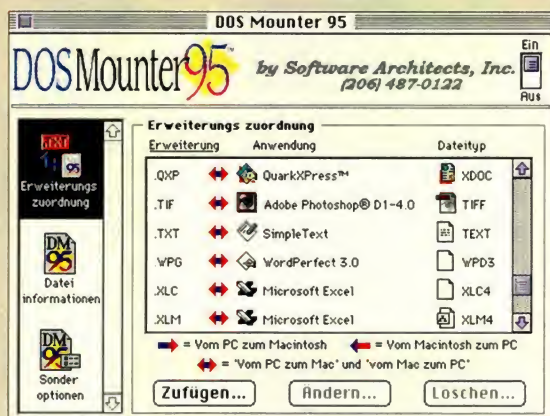 DOS Mounter 95
DOSMounter95™
by Software Architects, Inc.
(206) 487-0122
Ein
Aus
TEXT
95
Erweiterungs
zuordnung
DM
95
Datei
informationen
DM
95
Sonder
optionen
Erweiterungs zuordnung
Erweiterung Anwendung Dateityp
.QXP QuarkXPress™ XDOC
.TIF Adobe Photoshop® D1-4.0 TIFF
.TXT SimpleText TEXT
.WPG WordPerfect 3.0 WPD3
.XLC Microsoft Excel XLC4
.XLM Microsoft Excel XLM4
= Vom PC zum Macintosh = Vom Macintosh zum PC
= 'Vom PC zum Mac' und 'vom Mac zum PC'
Zufügen... Ändern... Löschen...